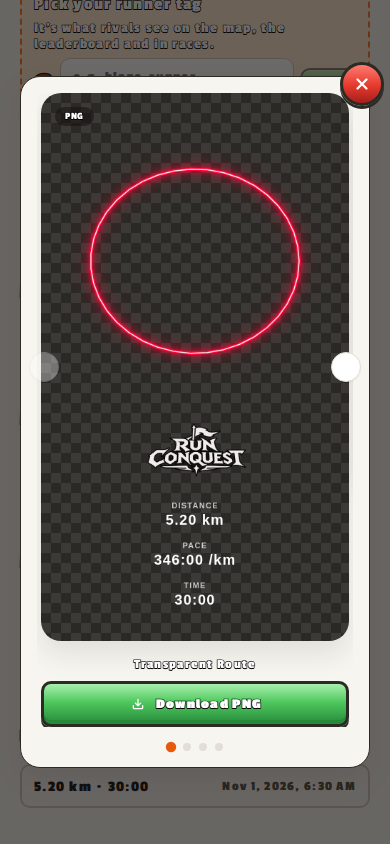 Pick your runner tag
It's what rivals see on the map, the
leaderboard and in races.
PNG
RUN
CONQUEST
DISTANCE
5.20 km
PACE
346:00 /km
TIME
30:00
Transparent Route
Download PNG
5.20 km · 30:00
Nov 1, 2026, 6:30 AM